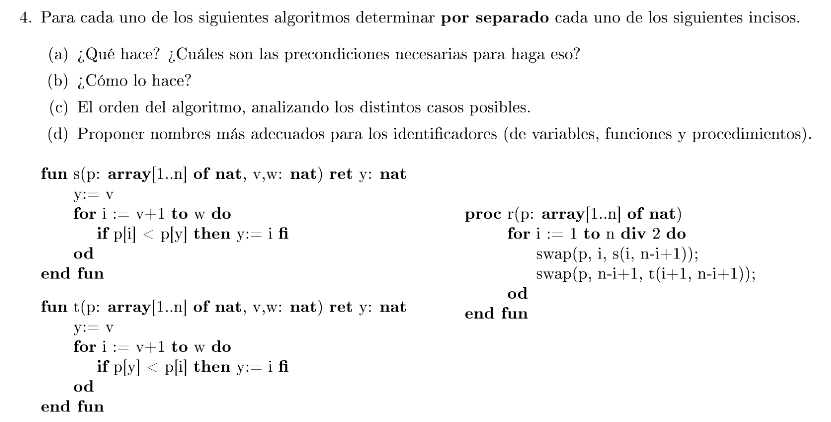 4. Para cada uno de los siguientes algoritmos determinar por separado cada uno de los siguientes incisos.
(a) ¿Qué hace? ¿Cuáles son las precondiciones necesarias para haga eso?
(b) ¿Cómo lo hace?
(c) El orden del algoritmo, analizando los distintos casos posibles.
(d) Proponer nombres más adecuados para los identificadores (de variables, funciones y procedimientos).
fun s(p: array[1..n] of nat, v,w: nat) ret y: nat
y:= v
for i := v+1 to w do
if p[i] < p[y] then y:= i fi
od
end fun
fun t(p: array[1..n] of nat, v,w: nat) ret y: nat
y:= v
for i := v+1 to w do
if p[y] < p[i] then y:= i fi
od
end fun
proc r(p: array[1..n] of nat)
for i := 1 to n div 2 do
swap(p, i, s(i, n-i+1));
swap(p, n-i+1, t(i+1, n-i+1));
od
end fun